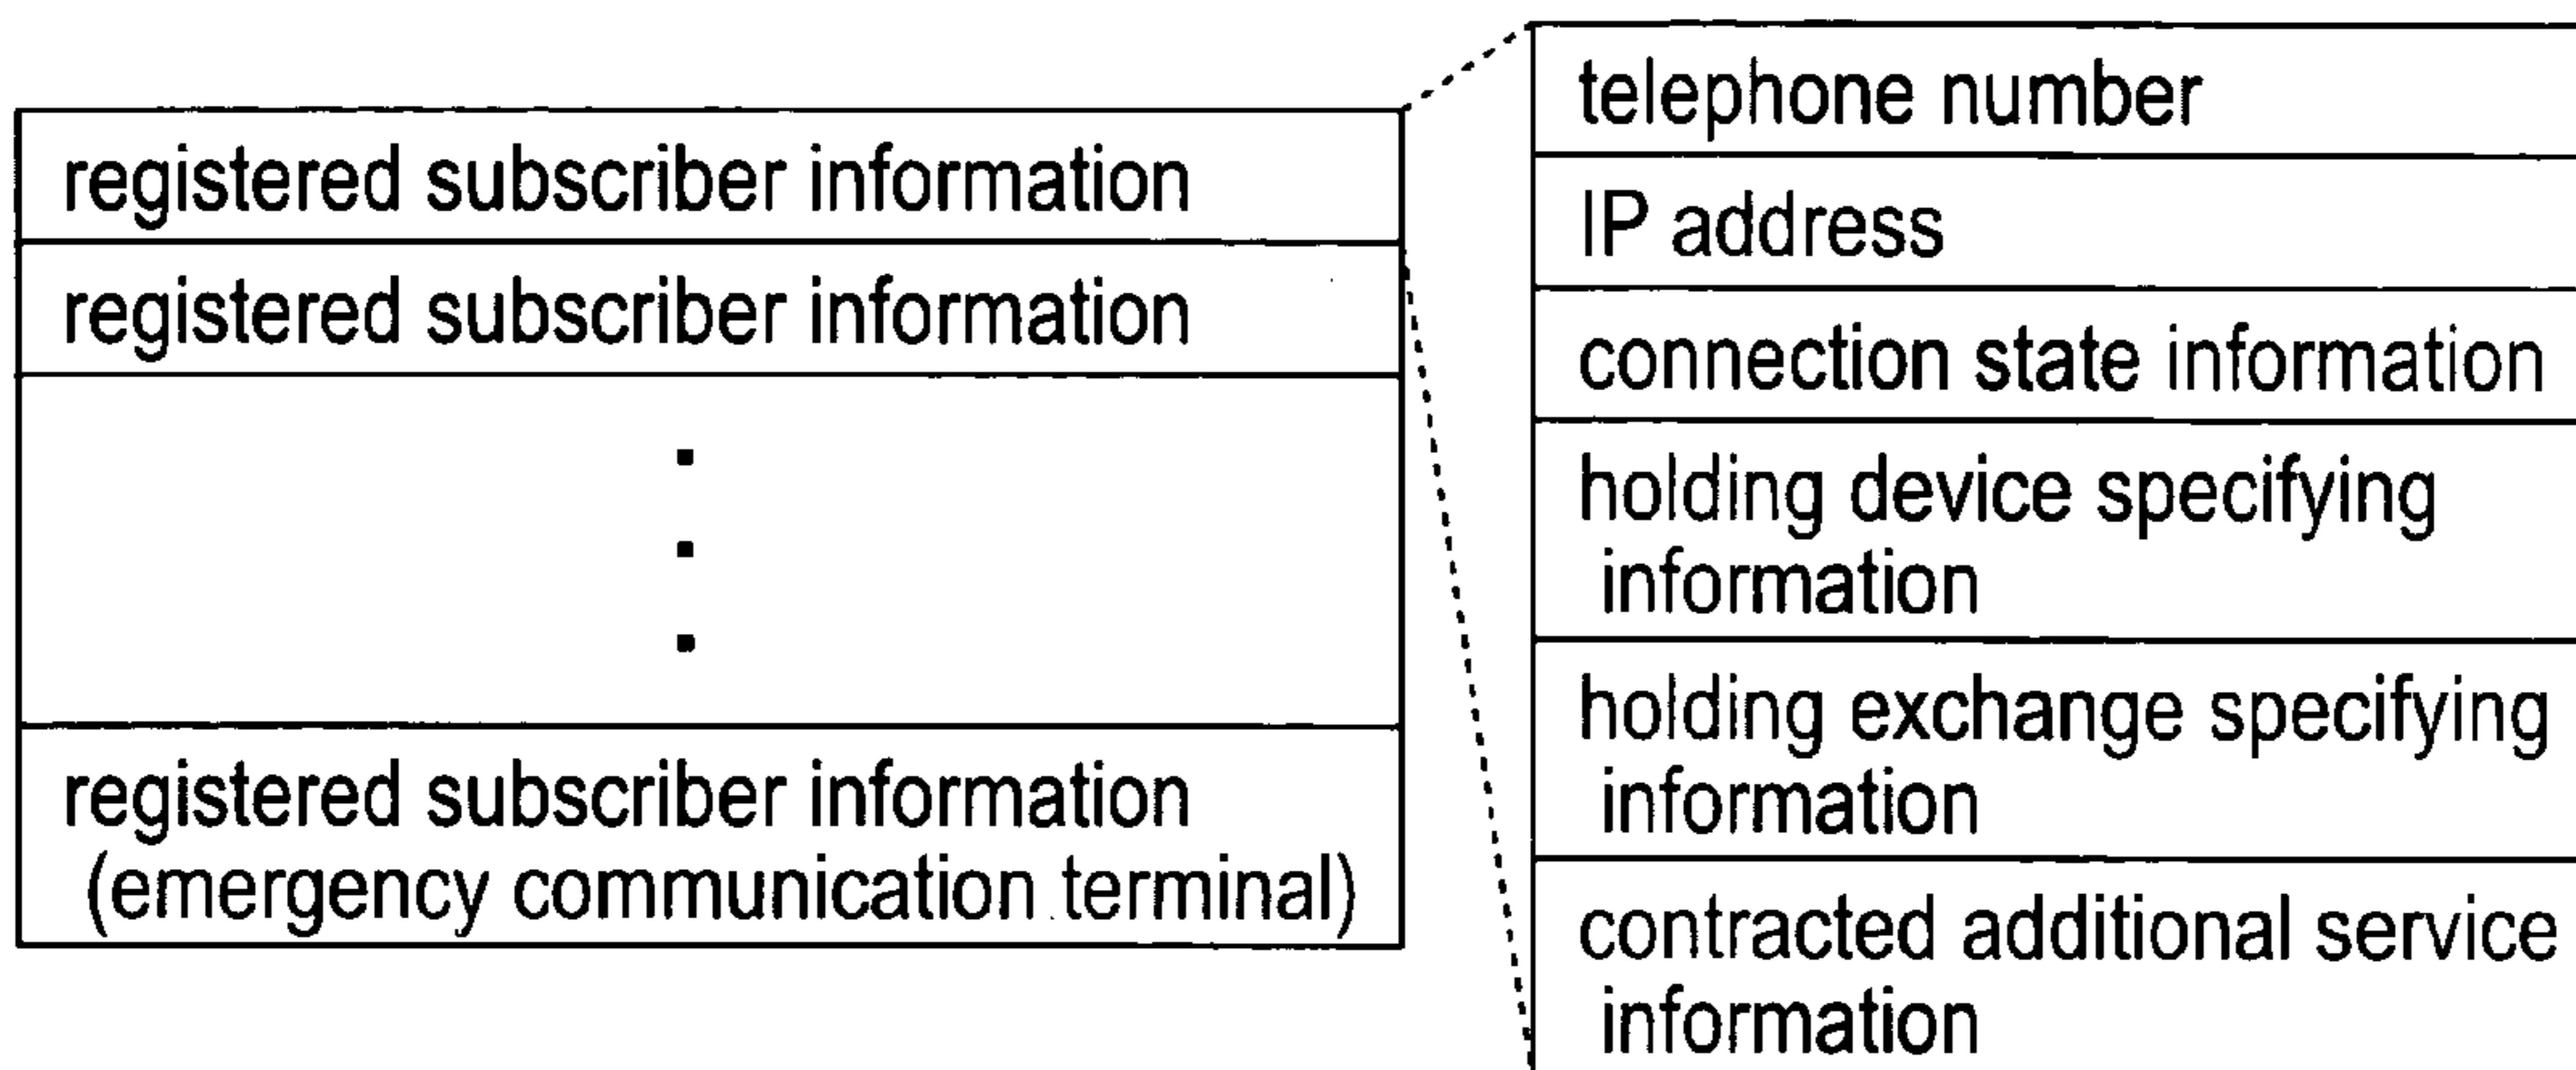 registered subscriber information
registered subscriber information
registered subscriber information
(emergency communication terminal)
telephone number
IP address
connection state information
holding device specifying
information
holding exchange specifying
information
contracted additional service
information